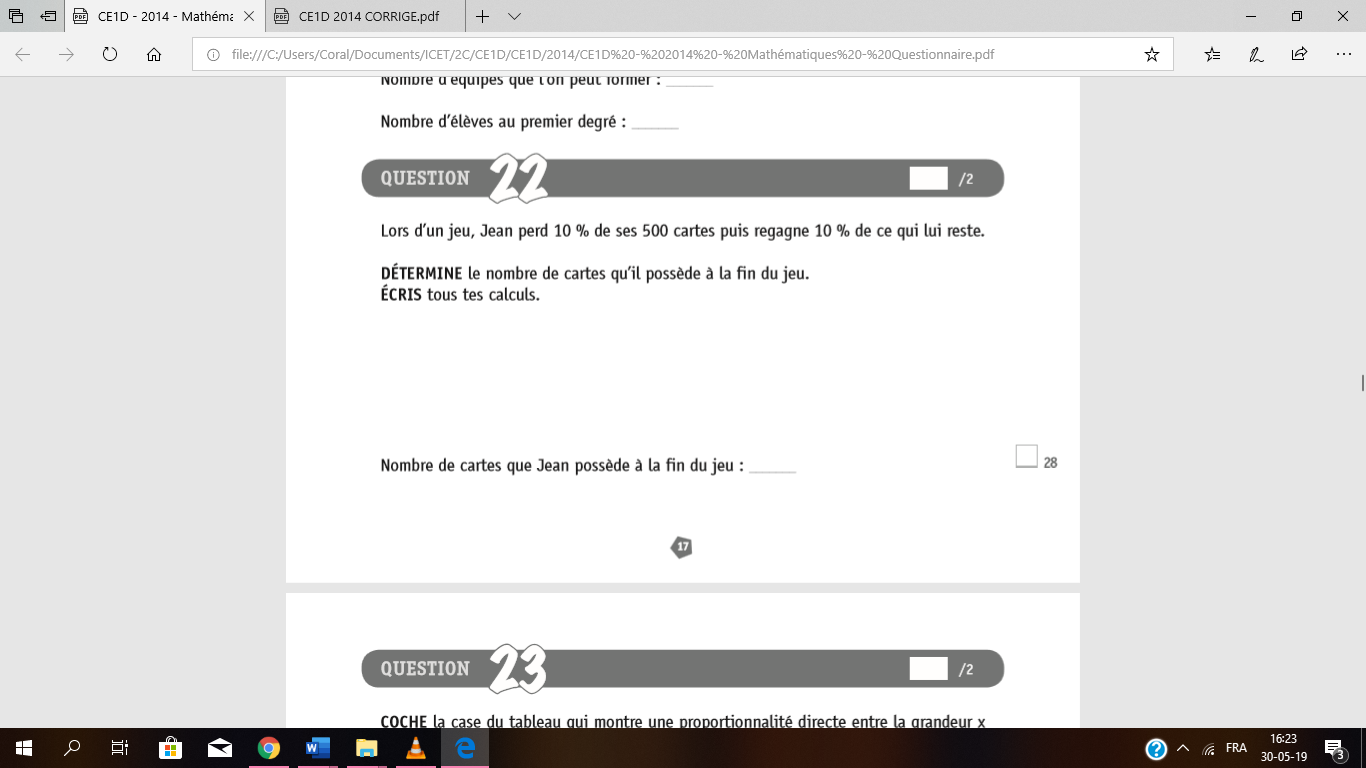 CE1D - 2014 - Mathéma
CE1D 2014 CORRIGE.pdf
file:///C:/Users/Coral/Documents/ICET/2C/CE1D/CE1D/2014/CE1D%20-%202014%20-%20Mathématiques%20-%20Questionnaire.pdf
Nombre d'équipes que l'on peut former : ______
Nombre d'élèves au premier degré : ______
QUESTION 22 /2
Lors d'un jeu, Jean perd 10 % de ses 500 cartes puis regagne 10 % de ce qui lui reste.
DÉTERMINE le nombre de cartes qu'il possède à la fin du jeu.
ÉCRIS tous tes calculs.
Nombre de cartes que Jean possède à la fin du jeu : ______
28
17
QUESTION 23 /2
COCHE la case du tableau qui montre une proportionnalité directe entre la grandeur x
FRA
16:23
30-05-19
3